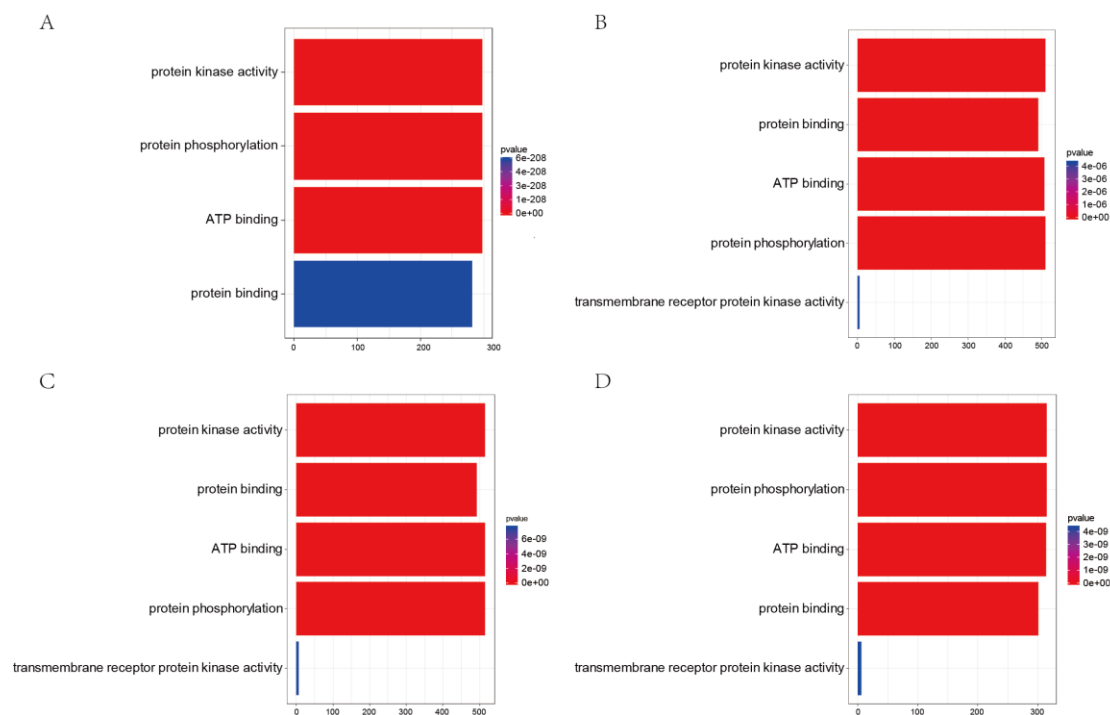 A
protein kinase activity
protein phosphorylation
ATP binding
protein binding
0 100 200 300
pvalue
6e-208
4e-208
3e-208
1e-208
0e+00
B
protein kinase activity
protein binding
ATP binding
protein phosphorylation
transmembrane receptor protein kinase activity
0 100 200 300 400 500
pvalue
4e-06
3e-06
2e-06
1e-06
0e+00
C
protein kinase activity
protein binding
ATP binding
protein phosphorylation
transmembrane receptor protein kinase activity
0 100 200 300 400 500
pvalue
6e-09
4e-09
2e-09
0e+00
D
protein kinase activity
protein phosphorylation
ATP binding
protein binding
transmembrane receptor protein kinase activity
0 100 200 300
pvalue
4e-09
3e-09
2e-09
1e-09
0e+00